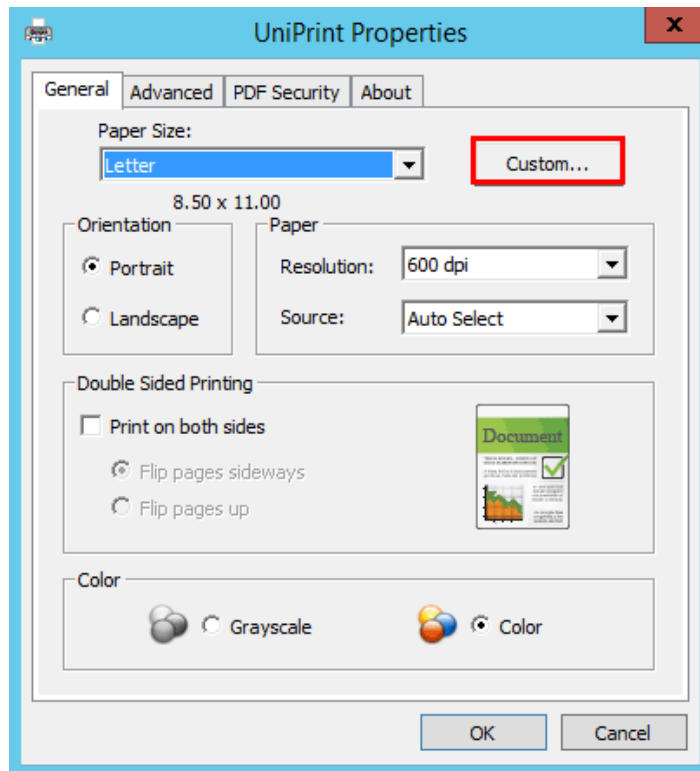 UniPrint Properties
x
General Advanced PDF Security About
Paper Size:
Letter
Custom...
8.50 x 11.00
Orientation
Portrait
Landscape
Paper
Resolution: 600 dpi
Source: Auto Select
Double Sided Printing
Print on both sides
Flip pages sideways
Flip pages up
Document
Color
Grayscale
Color
OK Cancel